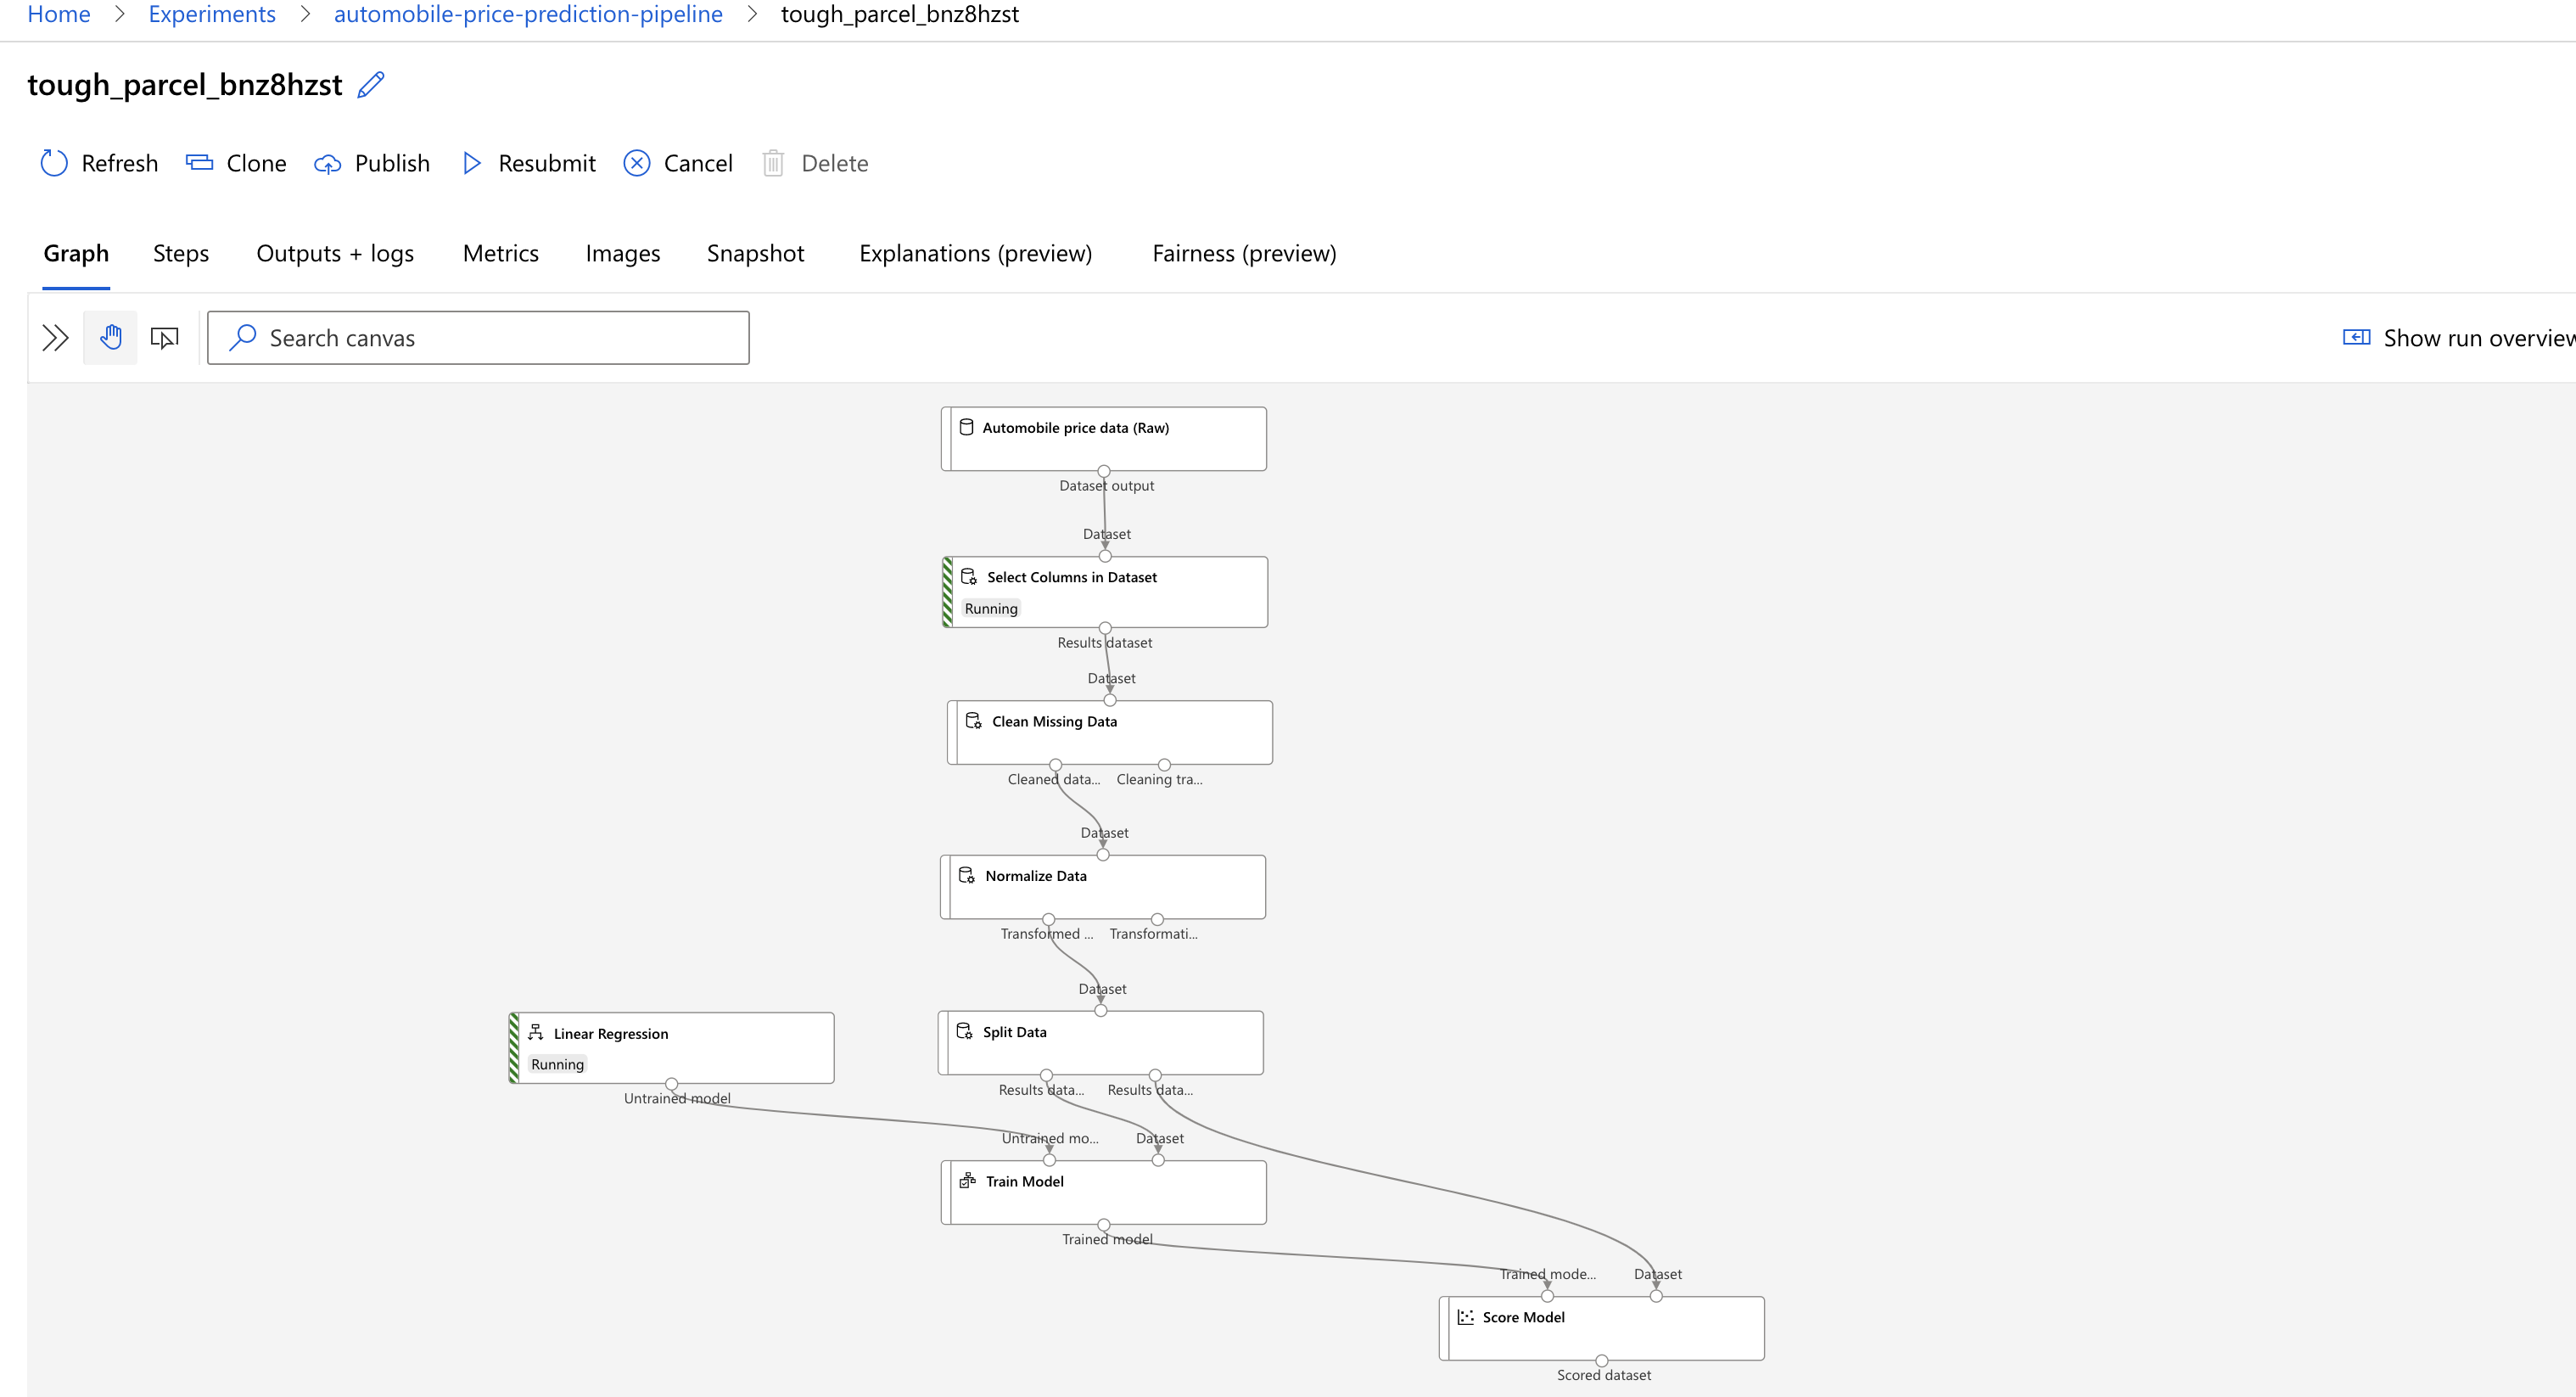 Home > Experiments > automobile-price-prediction-pipeline > tough_parcel_bnz8hzst
tough_parcel_bnz8hzst
Refresh Clone Publish Resubmit Cancel Delete
Graph Steps Outputs + logs Metrics Images Snapshot Explanations (preview) Fairness (preview)
Search canvas
Show run overview
Automobile price data (Raw)
Dataset output
Dataset
Select Columns in Dataset
Running
Results dataset
Dataset
Clean Missing Data
Cleaned data... Cleaning tra...
Dataset
Normalize Data
Transformed ... Transformati...
Dataset
Linear Regression
Running
Untrained model
Split Data
Results data... Results data...
Untrained mo... Dataset
Train Model
Trained model
Trained mode... Dataset
Score Model
Scored dataset